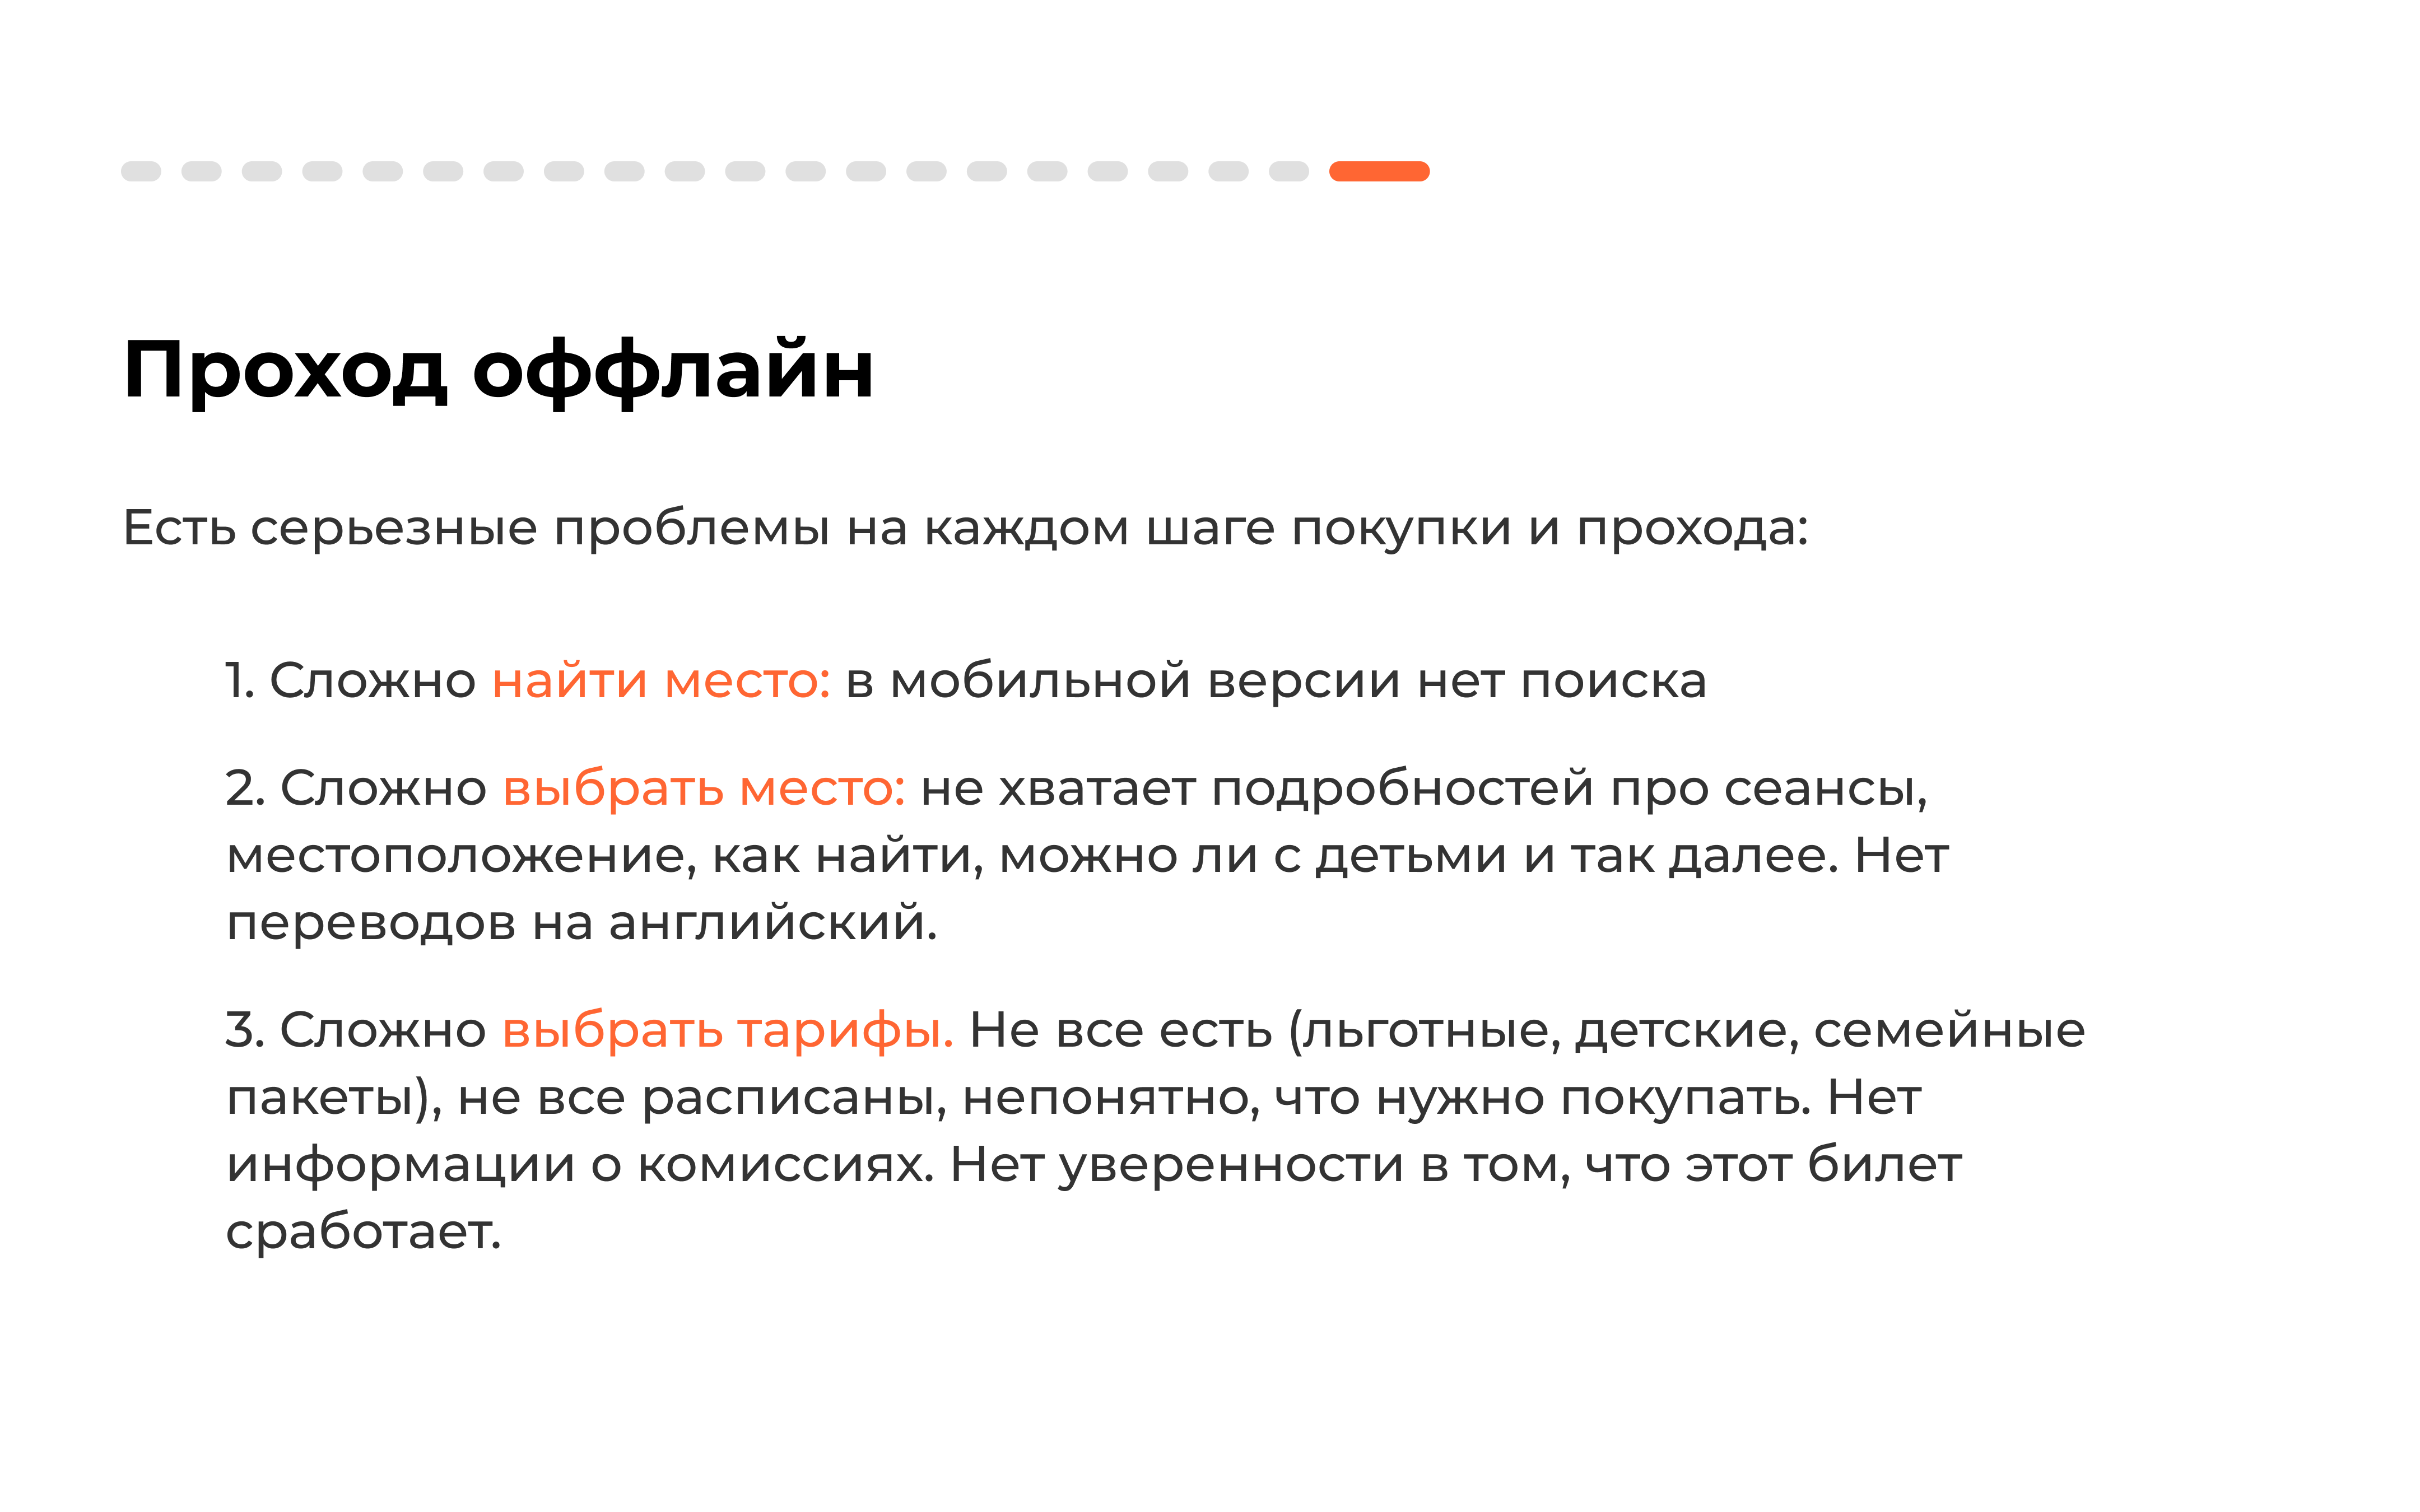 Проход оффлайн
Есть серьезные проблемы на каждом шаге покупки и прохода:
1. Сложно найти место: в мобильной версии нет поиска
2. Сложно выбрать место: не хватает подробностей про сеансы,
местоположение, как найти, можно ли с детьми и так далее. Нет
переводов на английский.
3. Сложно выбрать тарифы. Не все есть (льготные, детские, семейные
пакеты), не все расписаны, непонятно, что нужно покупать. Нет
информации о комиссиях. Нет уверенности в том, что этот билет
сработает.